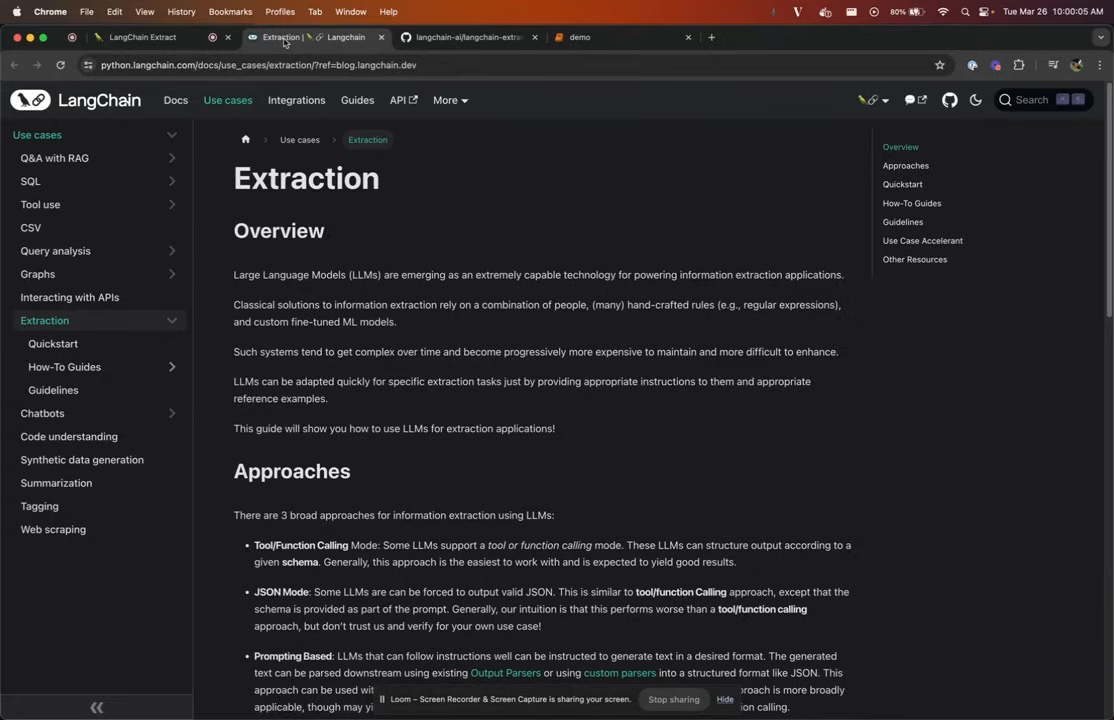 Chrome File Edit View History Bookmarks Profiles Tab Window Help 80% Tue Mar 26 10:00:05 AM
LangChain Extract Extraction | Langchain langchain-ai/langchain-extra demo
python.langchain.com/docs/use_cases/extraction/?ref=blog.langchain.dev
LangChain Docs Use cases Integrations Guides API More Search ⌘ K
Use cases
Q&A with RAG
SQL
Tool use
CSV
Query analysis
Graphs
Interacting with APIs
Extraction
Quickstart
How-To Guides
Guidelines
Chatbots
Code understanding
Synthetic data generation
Summarization
Tagging
Web scraping
Use cases Extraction
Extraction
Overview
Large Language Models (LLMs) are emerging as an extremely capable technology for powering information extraction applications.
Classical solutions to information extraction rely on a combination of people, (many) hand-crafted rules (e.g., regular expressions),
and custom fine-tuned ML models.
Such systems tend to get complex over time and become progressively more expensive to maintain and more difficult to enhance.
LLMs can be adapted quickly for specific extraction tasks just by providing appropriate instructions to them and appropriate
reference examples.
This guide will show you how to use LLMs for extraction applications!
Approaches
There are 3 broad approaches for information extraction using LLMs:
• Tool/Function Calling Mode: Some LLMs support a tool or function calling mode. These LLMs can structure output according to a
given schema. Generally, this approach is the easiest to work with and is expected to yield good results.
• JSON Mode: Some LLMs are can be forced to output valid JSON. This is similar to tool/function Calling approach, except that the
schema is provided as part of the prompt. Generally, our intuition is that this performs worse than a tool/function calling
approach, but don't trust us and verify for your own use case!
• Prompting Based: LLMs that can follow instructions well can be instructed to generate text in a desired format. The generated
text can be parsed downstream using existing Output Parsers or using custom parsers into a structured format like JSON. This
approach can be used wit proach is more broadly
applicable, though may yi on calling.
Loom – Screen Recorder & Screen Capture is sharing your screen. Stop sharing Hide
Overview
Approaches
Quickstart
How-To Guides
Guidelines
Use Case Accelerant
Other Resources